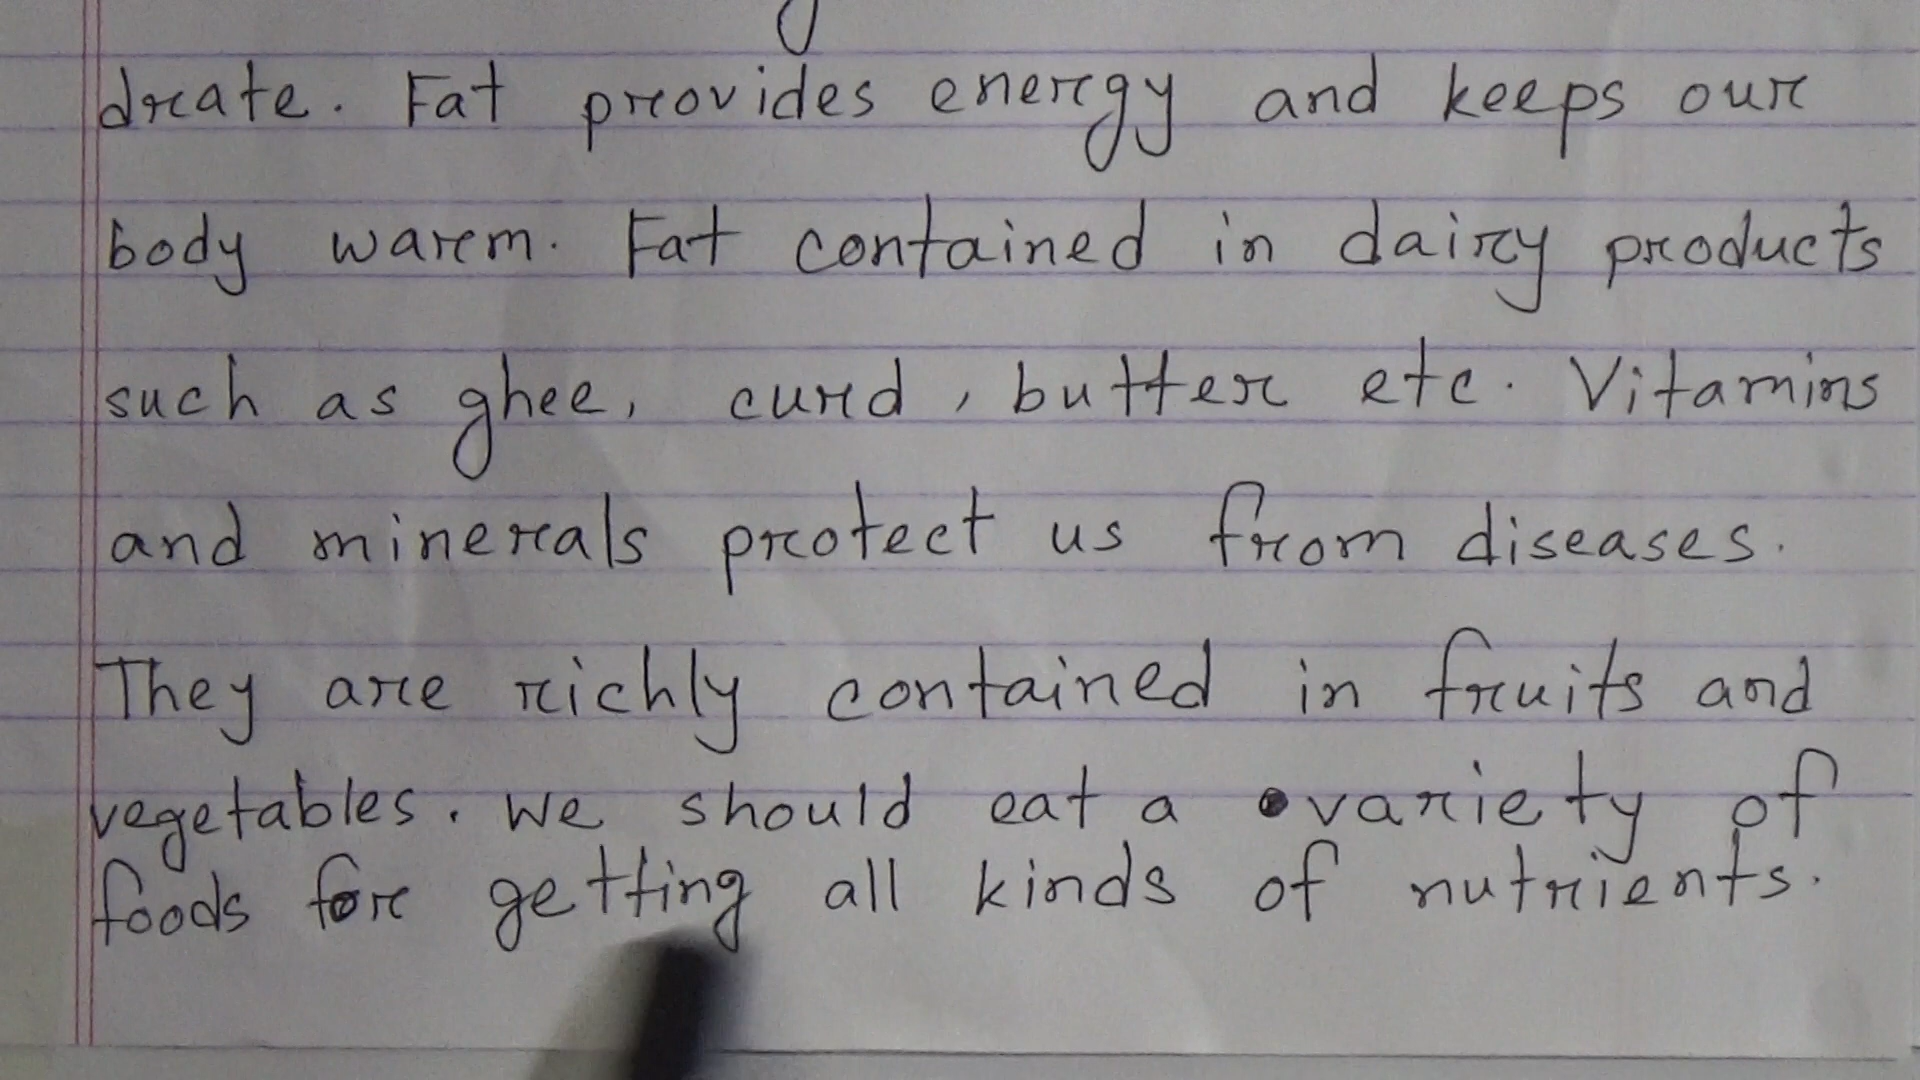 drate. Fat provides energy and keeps our
body warm. Fat contained in dairy products
such as ghee, curd, butter etc. Vitamins
and minerals protect us from diseases.
They are richly contained in fruits and
vegetables. We should eat a variety of
foods for getting all kinds of nutrients.